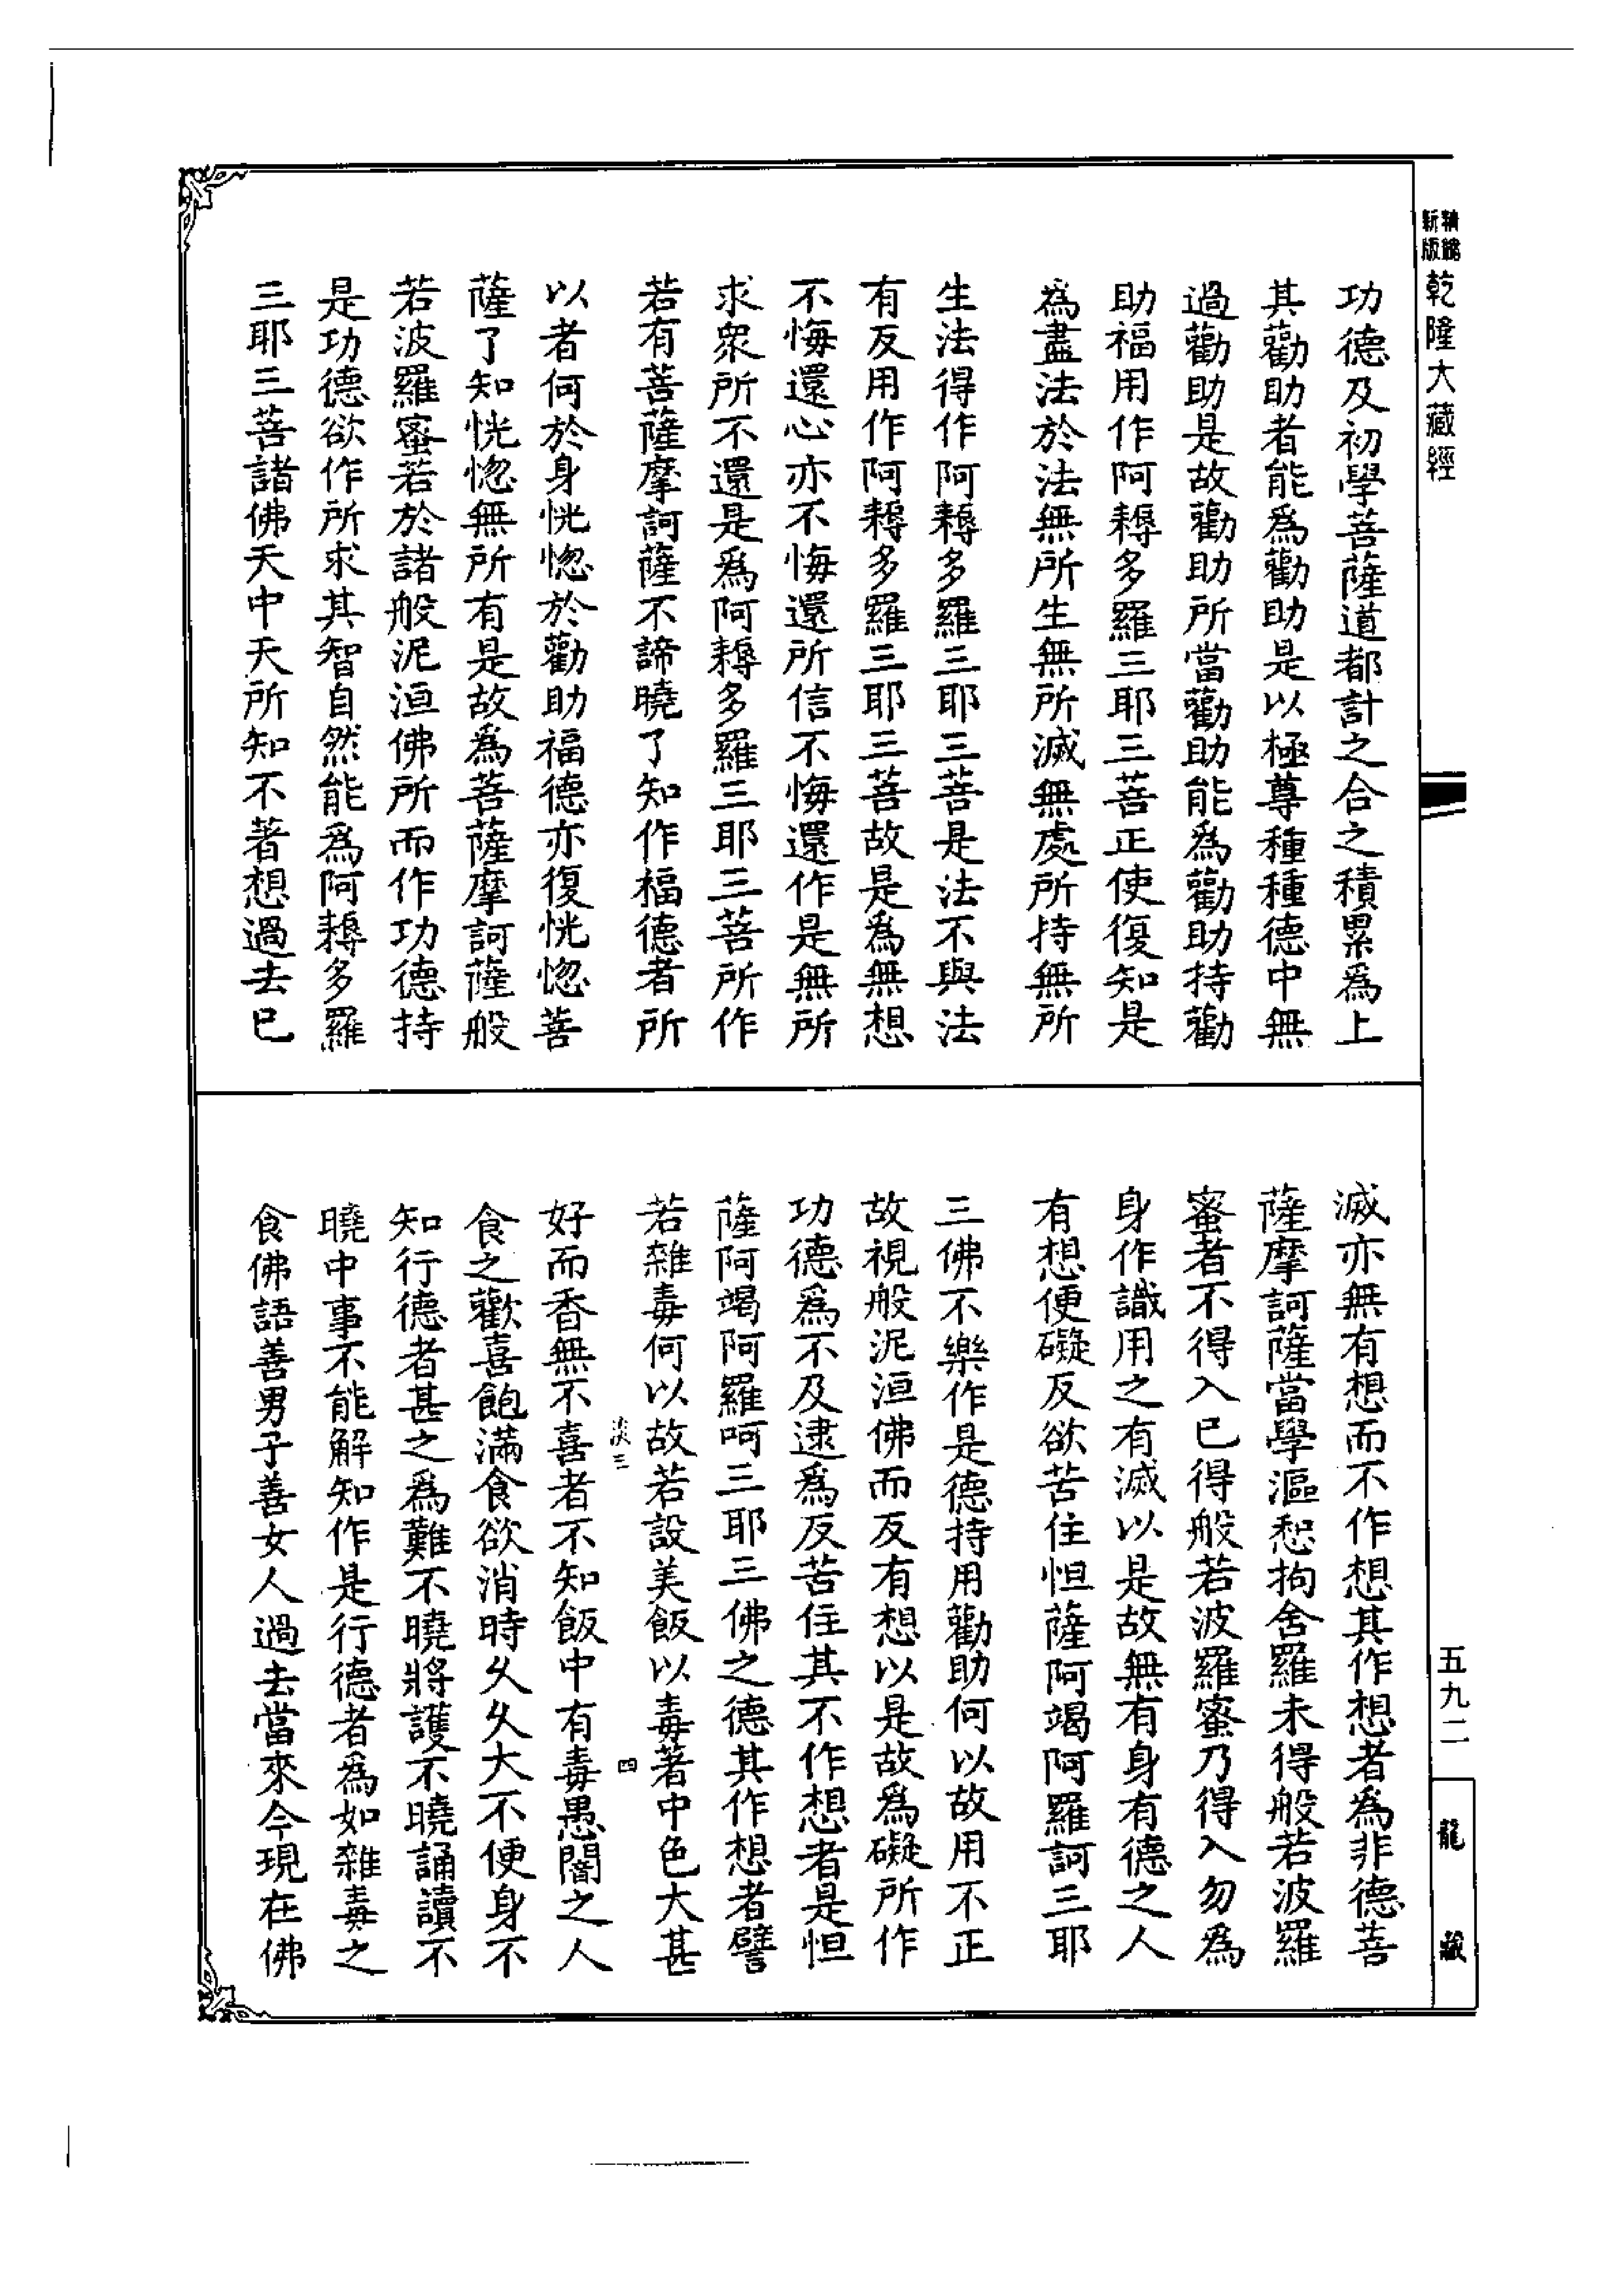 新版
精縮
乾隆大藏經
功德及初學菩薩道都計之合之積累為上
其勸助者能為勸助是以極尊種種德中無
過勸助是故勸助所當勸助能為勸助持勸
助福用作阿耨多羅三耶三菩正使復知是
為盡法於法無所生無所滅無處所持無所
生法得作阿耨多羅三耶三菩是法不與法
有反用作阿耨多羅三耶三菩故是為無想
不悔還心亦不悔還所信不悔還作是無所
求眾所不還是為阿耨多羅三耶三菩所作
若有菩薩摩訶薩不諦曉了知作福德者所
以者何於身恍惚於勸助福德亦復恍惚菩
薩了知恍惚無所有是故為菩薩摩訶薩般
若波羅蜜若於諸般泥洹佛所而作功德持
是功德欲作所求其智自然能為阿耨多羅
三耶三菩諸佛天中天所知不著想過去已
滅亦無有想而不作想其作想者為非德菩
薩摩訶薩當學漚恕拘舍羅未得般若波羅
蜜者不得入已得般若波羅蜜乃得入勿為
身作識用之有滅以是故無有身有德之人
有想便礙反欲苦住怛薩阿竭阿羅訶三耶
三佛不樂作是德持用勸助何以故用不正
故視般泥洹佛而反有想以是故為礙所作
功德為不及逮為反苦住其不作想者是怛
薩阿竭阿羅呵三耶三佛之德其作想者譬
若雜毒何以故若設美飯以毒著中色大甚
淡三
四
好而香無不喜者不知飯中有毒愚闇之人
食之歡喜飽滿食欲消時久久大不便身不
知行德者甚之為難不曉將護不曉誦讀不
曉中事不能解知作是行德者為如雜毒之
食佛語善男子善女人過去當來今現在佛
五九二
龍藏